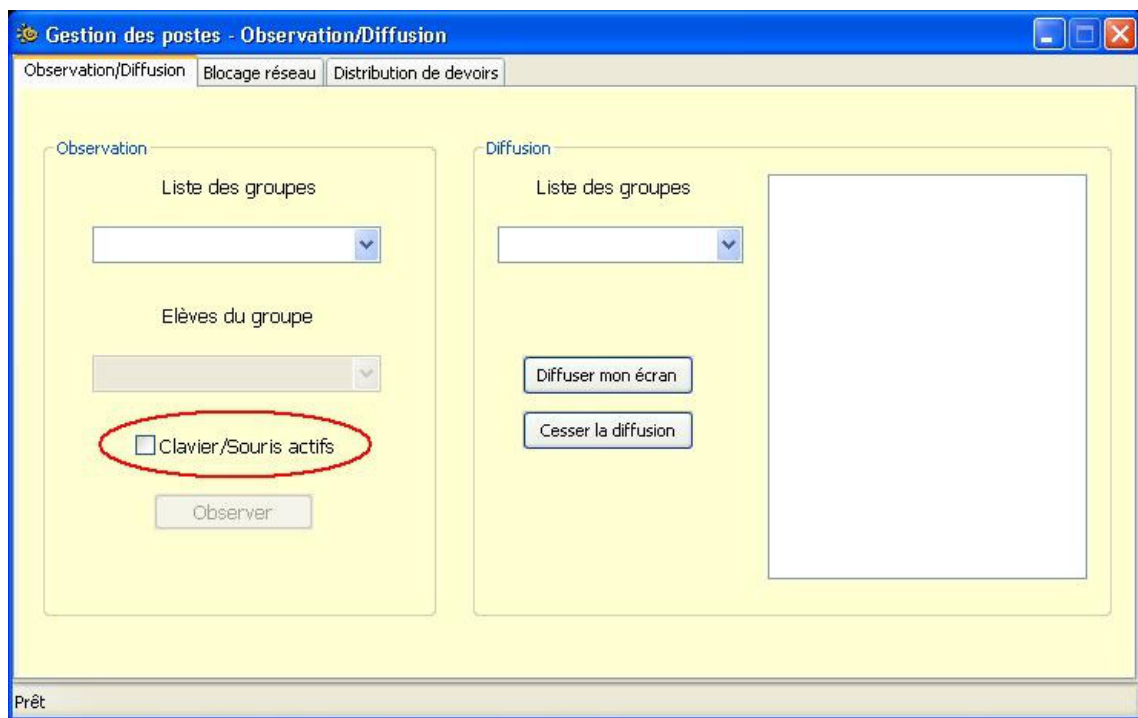 Gestion des postes - Observation/Diffusion
Observation/Diffusion
Blocage réseau
Distribution de devoirs
Observation
Liste des groupes
Elèves du groupe
Clavier/Souris actifs
Observer
Diffusion
Liste des groupes
Diffuser mon écran
Cesser la diffusion
Prêt